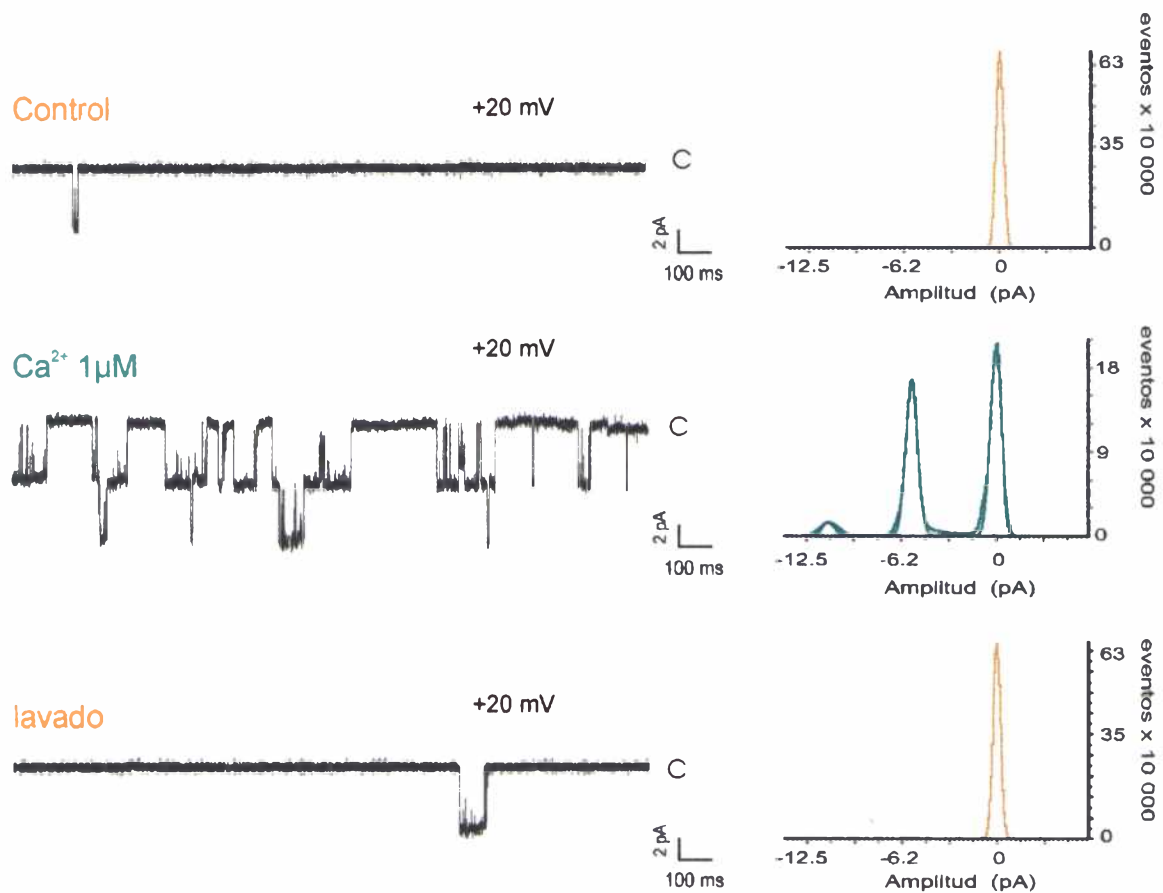 Control
+20 mV
C
2 pA
100 ms
eventos x 10 000
63
35
0
-12.5 -6.2 0
Amplitud (pA)
Ca²⁺ 1µM
+20 mV
C
2 pA
100 ms
eventos x 10 000
18
9
0
-12.5 -6.2 0
Amplitud (pA)
lavado
+20 mV
C
2 pA
100 ms
eventos x 10 000
63
35
0
-12.5 -6.2 0
Amplitud (pA)